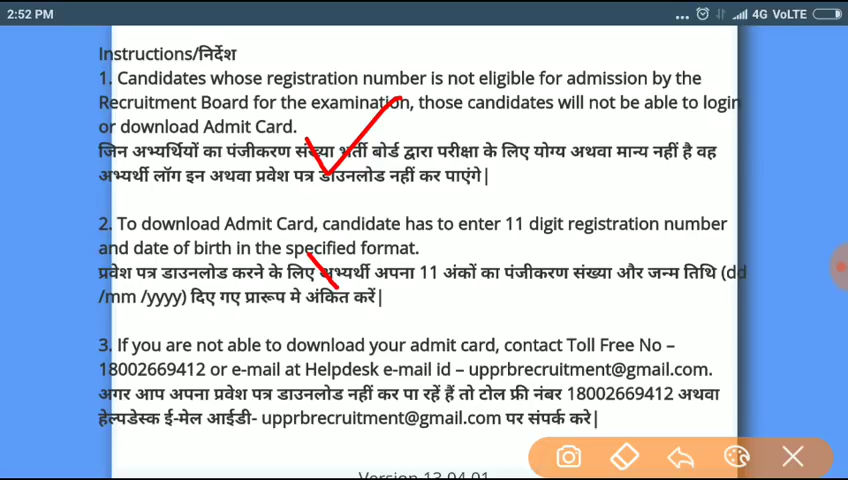 2:52 PM
... 4G VoLTE
Instructions/निर्देश
1. Candidates whose registration number is not eligible for admission by the
Recruitment Board for the examination, those candidates will not be able to login
or download Admit Card.
जिन अभ्यर्थियों का पंजीकरण संख्या भर्ती बोर्ड द्वारा परीक्षा के लिए योग्य अथवा मान्य नहीं है वह
अभ्यर्थी लॉग इन अथवा प्रवेश पत्र डाउनलोड नहीं कर पाएंगे|
2. To download Admit Card, candidate has to enter 11 digit registration number
and date of birth in the specified format.
प्रवेश पत्र डाउनलोड करने के लिए अभ्यर्थी अपना 11 अंकों का पंजीकरण संख्या और जन्म तिथि (dd
/mm /yyyy) दिए गए प्रारूप मे अंकित करें|
3. If you are not able to download your admit card, contact Toll Free No –
18002669412 or e-mail at Helpdesk e-mail id – upprbrecruitment@gmail.com.
अगर आप अपना प्रवेश पत्र डाउनलोड नहीं कर पा रहें हैं तो टोल फ्री नंबर 18002669412 अथवा
हेल्पडेस्क ई-मेल आईडी- upprbrecruitment@gmail.com पर संपर्क करे|
Version 13.04.01